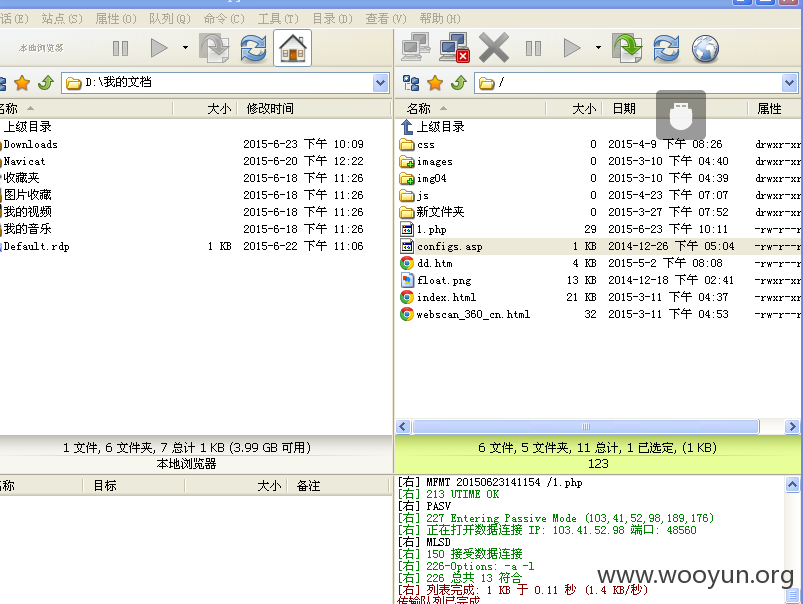 话(E) 站点(S) 属性(O) 队列(Q) 命令(C) 工具(T) 目录(D) 查看(V) 帮助(H)
本地浏览器
D:\我的文档
/
名称 大小 修改时间
上级目录
Downloads 2015-6-23 下午 10:09
Navicat 2015-6-20 下午 12:22
收藏夹 2015-6-18 下午 11:26
图片收藏 2015-6-18 下午 11:26
我的视频 2015-6-18 下午 11:26
我的音乐 2015-6-18 下午 11:26
Default.rdp 1 KB 2015-6-22 下午 11:06
1 文件, 6 文件夹, 7 总计 1 KB (3.99 GB 可用)
本地浏览器
名称 目标 大小 备注
名称 大小 日期 属性
上级目录
css 0 2015-4-9 下午 08:26 drwxr-xr
images 0 2015-3-10 下午 04:40 drwxr-xr
img04 0 2015-3-10 下午 04:39 drwxr-xr
js 0 2015-4-23 下午 07:07 drwxr-xr
新文件夹 0 2015-3-27 下午 07:52 drwxr-xr
1.php 29 2015-6-23 下午 10:11 -rw-r--r
configs.asp 1 KB 2014-12-26 下午 05:04 -rw-r--r
dd.htm 4 KB 2015-5-2 下午 08:08 -rw-r--r
float.png 13 KB 2014-12-18 下午 02:41 -rwxr-xr
index.html 21 KB 2015-3-11 下午 04:37 -rwxr-xr
webscan_360_cn.html 32 2015-3-11 下午 04:53 -rw-r--r
6 文件, 5 文件夹, 11 总计, 1 已选定, (1 KB)
123
[右] MFMT 20150623141154 /1.php
[右] 213 UTIME OK
[右] PASV
[右] 227 Entering Passive Mode (103,41,52,98,189,176)
[右] 正在打开数据连接 IP: 103.41.52.98 端口: 48560
[右] MLSD
[右] 150 接受数据连接
[右] 226-Options: -a -l
[右] 226 总共 13 符合
[右] 列表完成: 1 KB 于 0.11 秒 (1.4 KB/秒)
传输队列已完成
www.wooyun.org